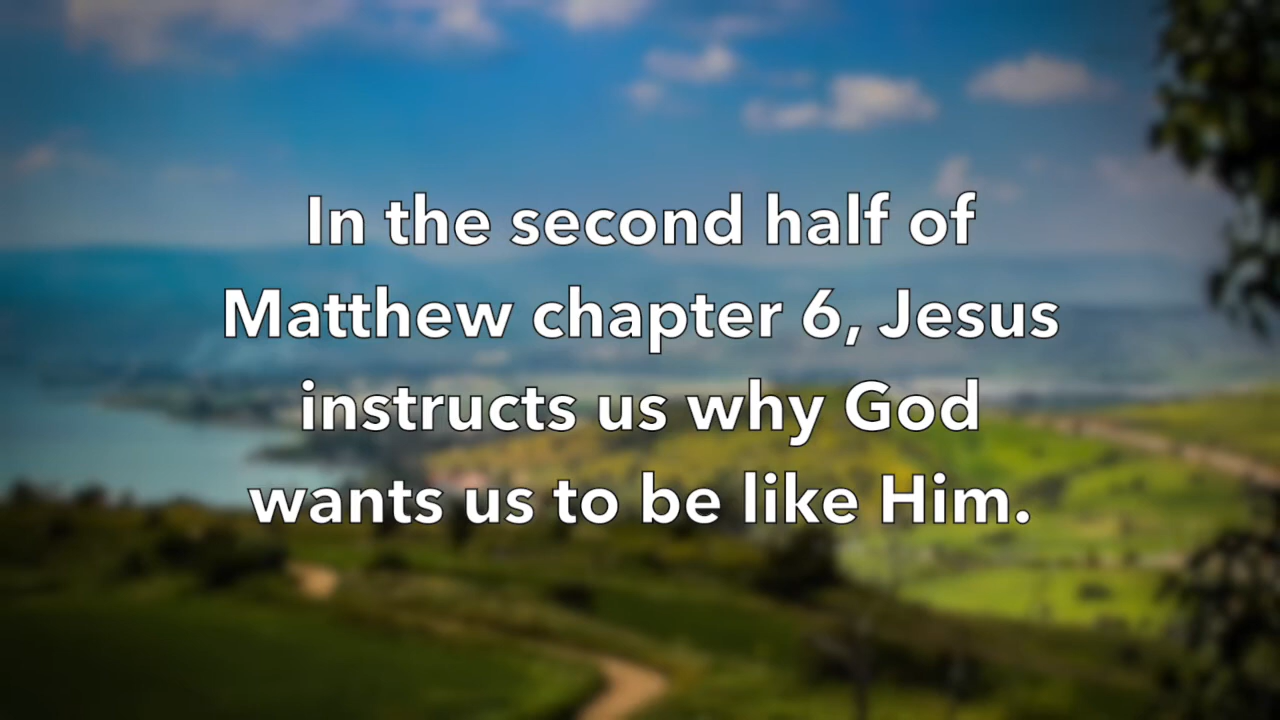 In the second half of
Matthew chapter 6, Jesus
instructs us why God
wants us to be like Him.